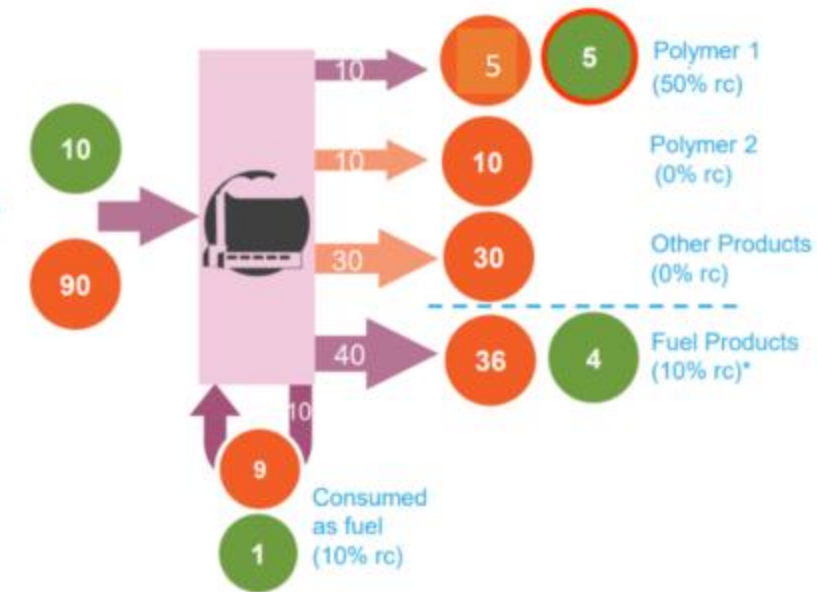 10
5
5
Polymer 1
(50% rc)
10
10
10
Polymer 2
(0% rc)
90
30
30
Other Products
(0% rc)
40
36
4
Fuel Products
(10% rc)*
10
9
1
Consumed
as fuel
(10% rc)